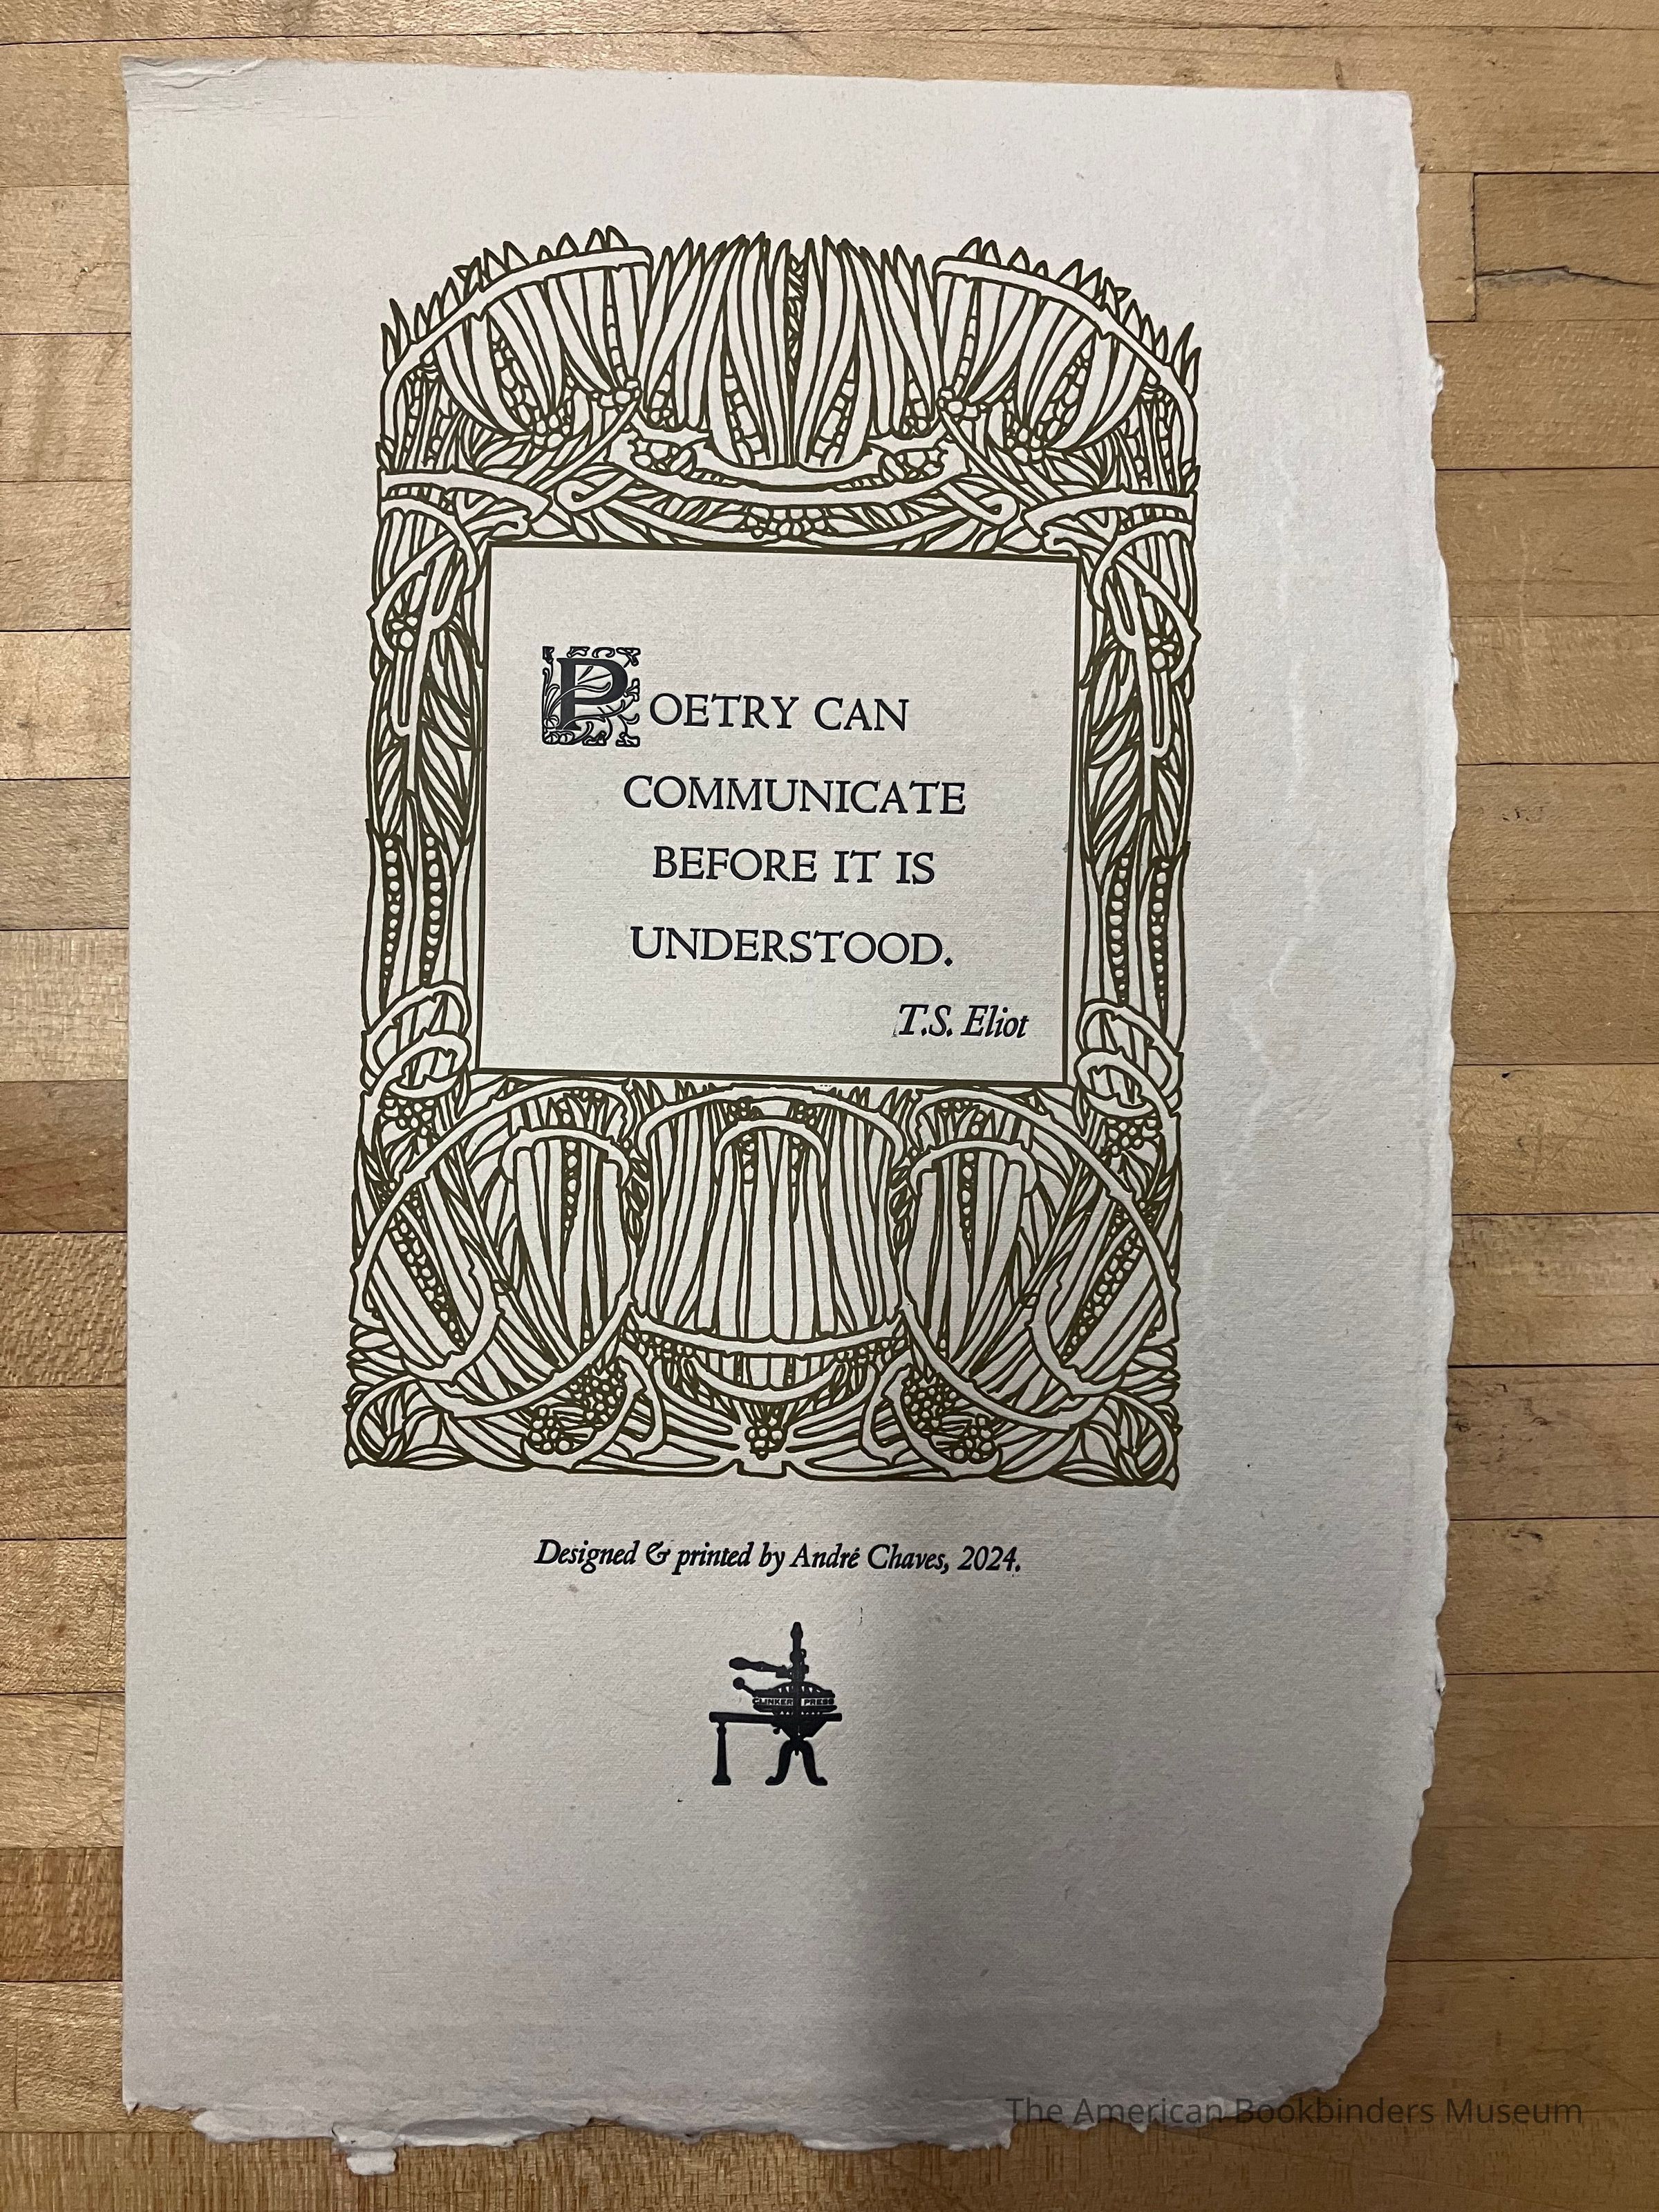 POETRY CAN
COMMUNICATE
BEFORE IT IS
UNDERSTOOD.
T.S. Eliot
Designed & printed by André Chaves, 2024.
CLINKER PRESS
The American Bookbinders Museum